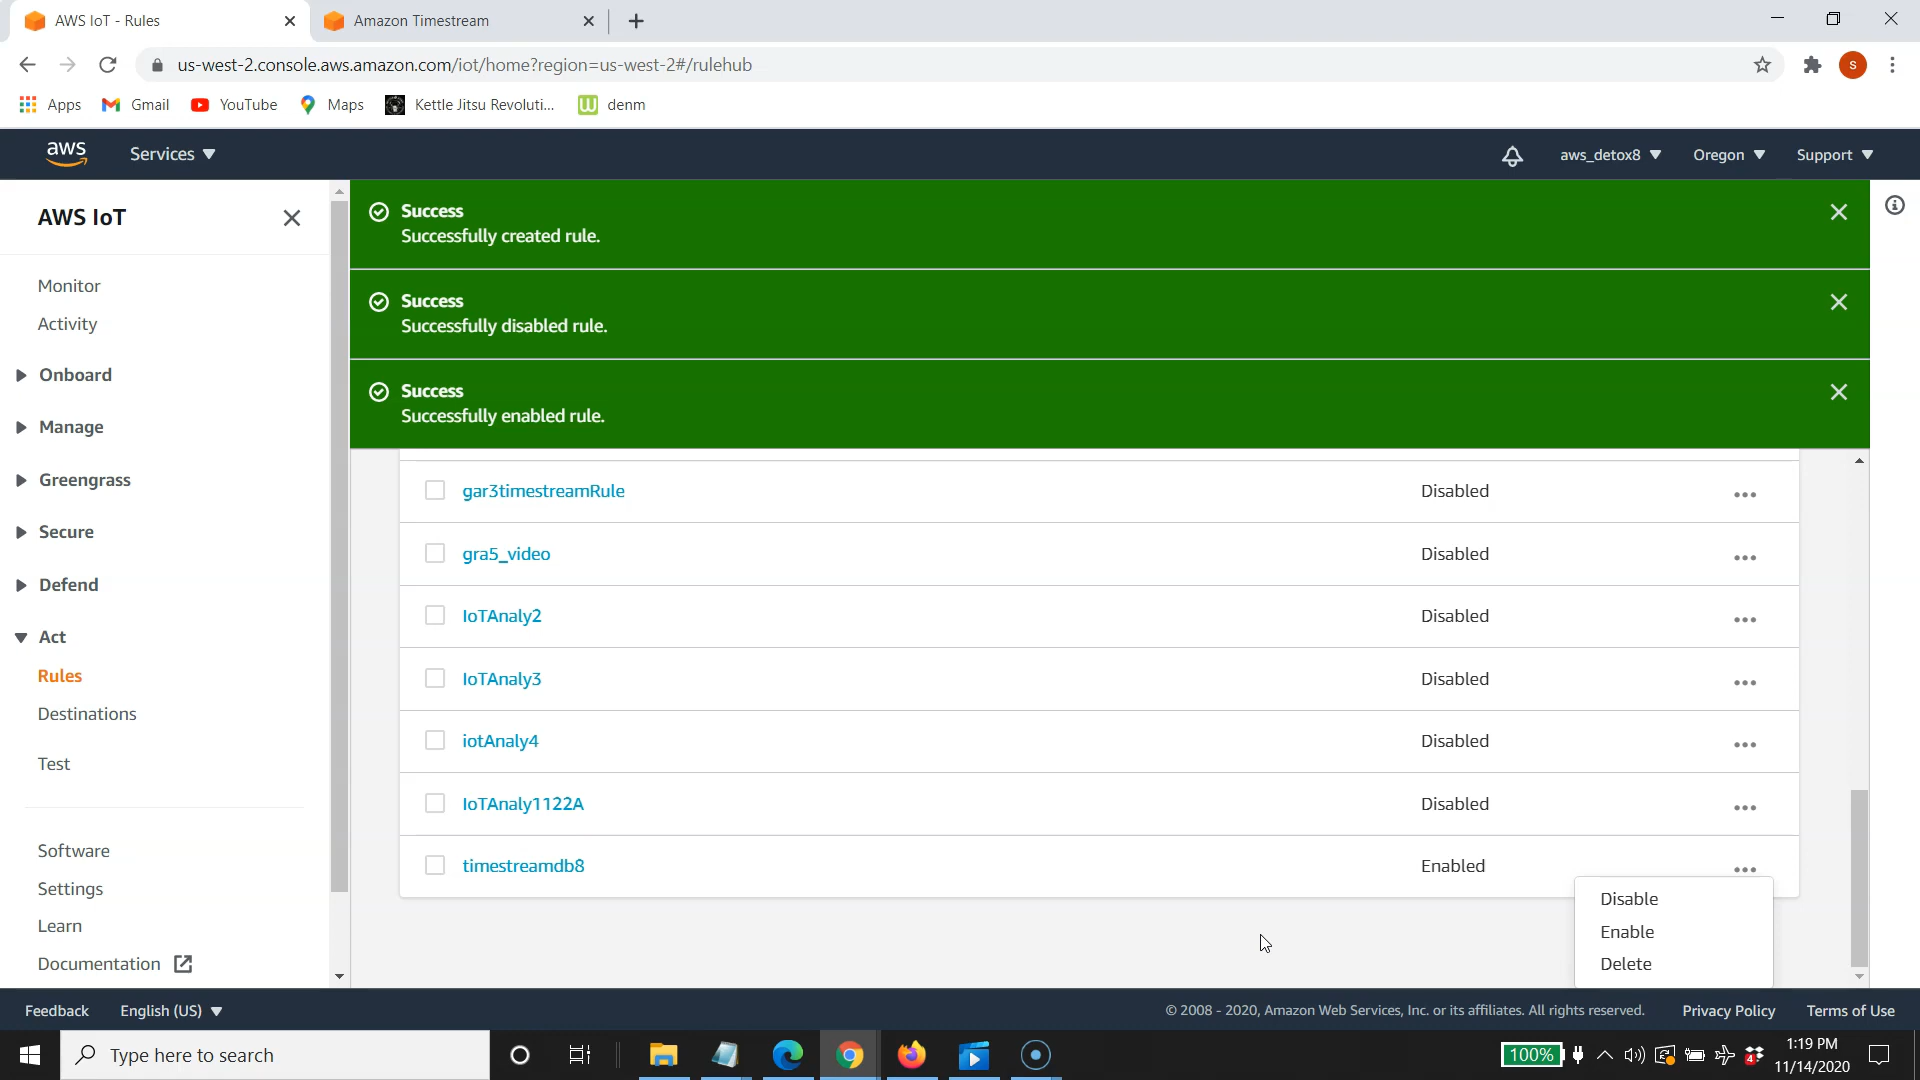 AWS IoT - Rules
Amazon Timestream
us-west-2.console.aws.amazon.com/iot/home?region=us-west-2#/rulehub
S
Apps
Gmail
YouTube
Maps
Kettle Jitsu Revoluti...
denm
aws
Services
aws_detox8
Oregon
Support
AWS IoT
Monitor
Activity
Onboard
Manage
Greengrass
Secure
Defend
Act
Rules
Destinations
Test
Software
Settings
Learn
Documentation
Success
Successfully created rule.
Success
Successfully disabled rule.
Success
Successfully enabled rule.
gar3timestreamRule Disabled
gra5_video Disabled
IoTAnaly2 Disabled
IoTAnaly3 Disabled
iotAnaly4 Disabled
IoTAnaly1122A Disabled
timestreamdb8 Enabled
Disable
Enable
Delete
Feedback
English (US)
© 2008 - 2020, Amazon Web Services, Inc. or its affiliates. All rights reserved.
Privacy Policy
Terms of Use
Type here to search
100%
4
1:19 PM
11/14/2020